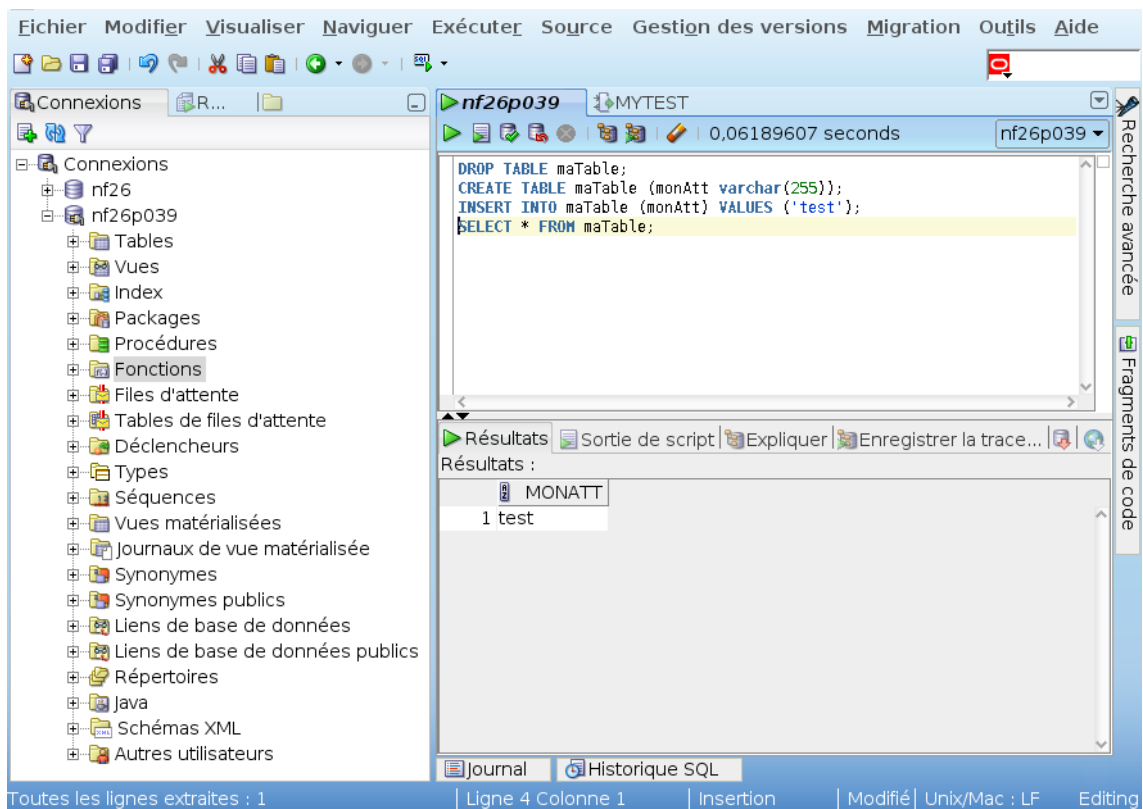 Fichier Modifier Visualiser Naviguer Exécuter Source Gestion des versions Migration Outils Aide
Connexions R... 
nf26p039 MYTEST
0,06189607 seconds nf26p039
Connexions
nf26
nf26p039
Tables
Vues
Index
Packages
Procédures
Fonctions
Files d'attente
Tables de files d'attente
Déclencheurs
Types
Séquences
Vues matérialisées
Journaux de vue matérialisée
Synonymes
Synonymes publics
Liens de base de données
Liens de base de données publics
Répertoires
Java
Schémas XML
Autres utilisateurs
DROP TABLE maTable;
CREATE TABLE maTable (monAtt varchar(255));
INSERT INTO maTable (monAtt) VALUES ('test');
SELECT * FROM maTable;
Résultats Sortie de script Expliquer Enregistrer la trace...
Résultats :
MONATT
1 test
Journal Historique SQL
Recherche avancée
Fragments de code
Toutes les lignes extraites : 1 Ligne 4 Colonne 1 Insertion Modifié Unix/Mac : LF Editing